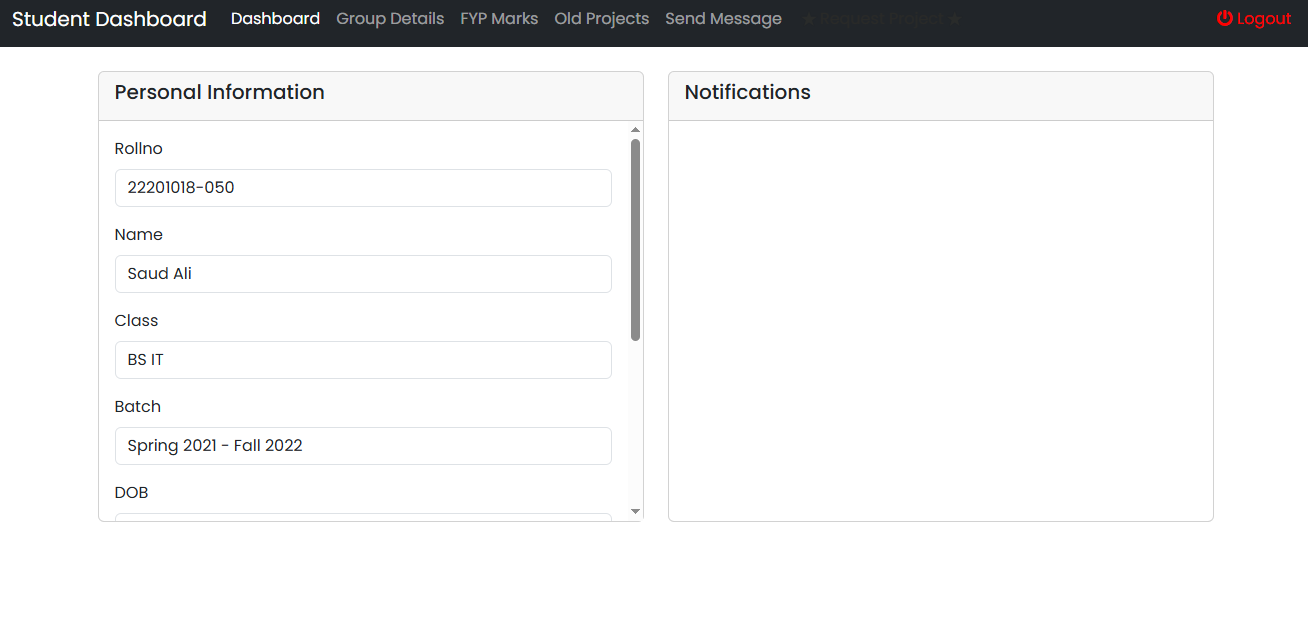 Student Dashboard Dashboard Group Details FYP Marks Old Projects Send Message ★ Request Project ★ Logout
Personal Information
Rollno
22201018-050
Name
Saud Ali
Class
BS IT
Batch
Spring 2021 - Fall 2022
DOB
Notifications